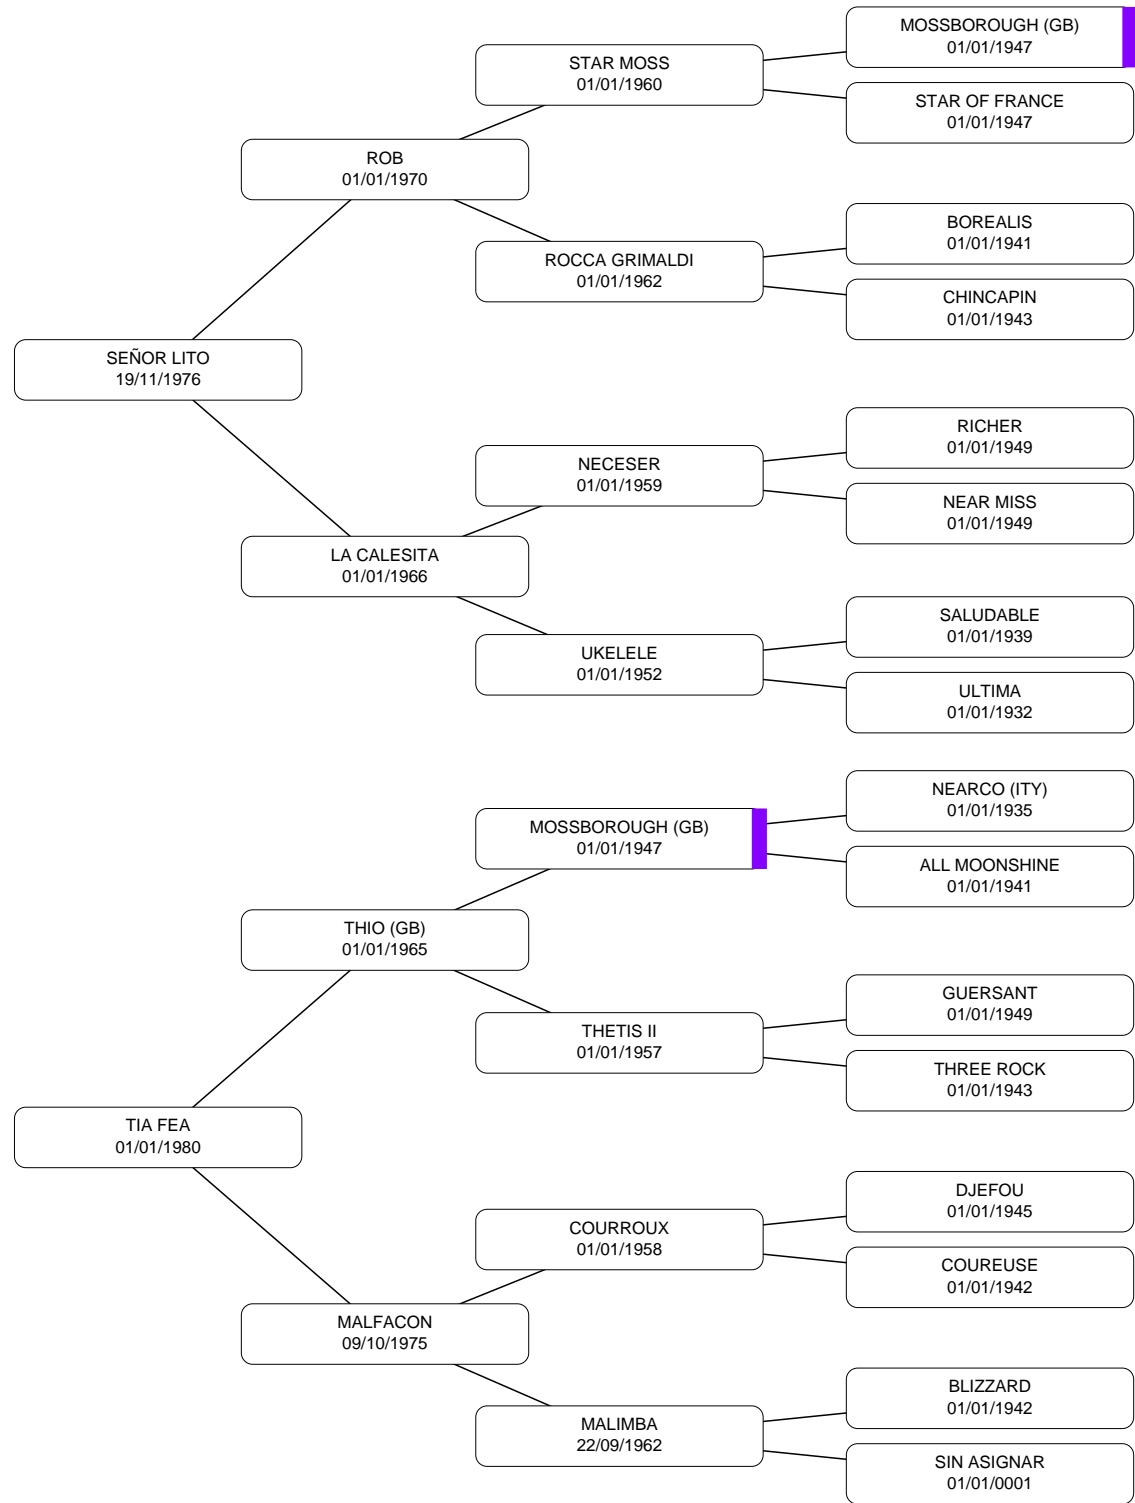 MOSSBOROUGH (GB)
01/01/1947
STAR MOSS
01/01/1960
STAR OF FRANCE
01/01/1947
ROB
01/01/1970
BOREALIS
01/01/1941
ROCCA GRIMALDI
01/01/1962
CHINCAPIN
01/01/1943
SEÑOR LITO
19/11/1976
RICHER
01/01/1949
NECESER
01/01/1959
NEAR MISS
01/01/1949
LA CALESITA
01/01/1966
SALUDABLE
01/01/1939
UKELELE
01/01/1952
ULTIMA
01/01/1932
NEARCO (ITY)
01/01/1935
MOSSBOROUGH (GB)
01/01/1947
ALL MOONSHINE
01/01/1941
THIO (GB)
01/01/1965
GUERSANT
01/01/1949
THETIS II
01/01/1957
THREE ROCK
01/01/1943
TIA FEA
01/01/1980
DJEFOU
01/01/1945
COURROUX
01/01/1958
COUREUSE
01/01/1942
MALFACON
09/10/1975
BLIZZARD
01/01/1942
MALIMBA
22/09/1962
SIN ASIGNAR
01/01/0001